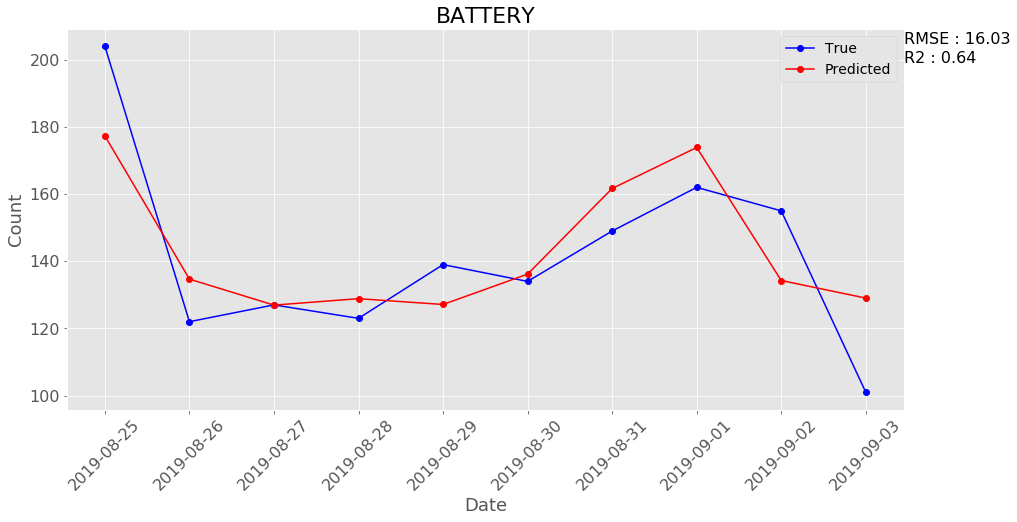 BATTERY
RMSE : 16.03
R2 : 0.64
True
Predicted
Count
200
180
160
140
120
100
2019-08-25
2019-08-26
2019-08-27
2019-08-28
2019-08-29
2019-08-30
2019-08-31
2019-09-01
2019-09-02
2019-09-03
Date